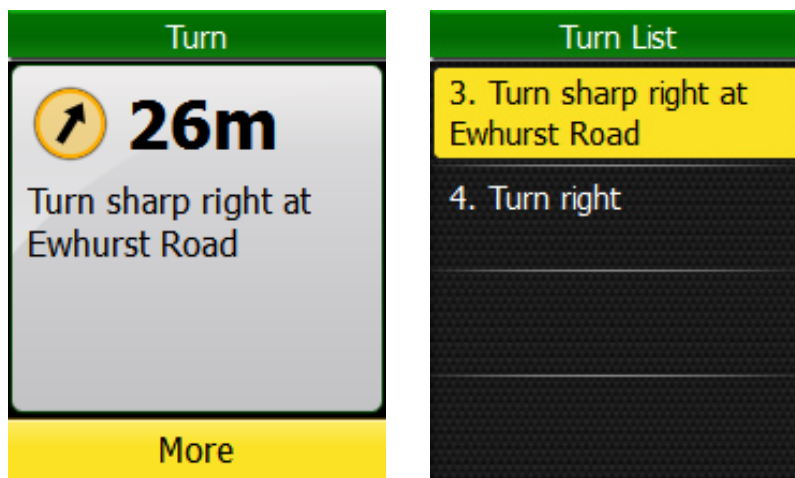 Turn
26m
Turn sharp right at
Ewhurst Road
More
Turn List
3. Turn sharp right at
Ewhurst Road
4. Turn right